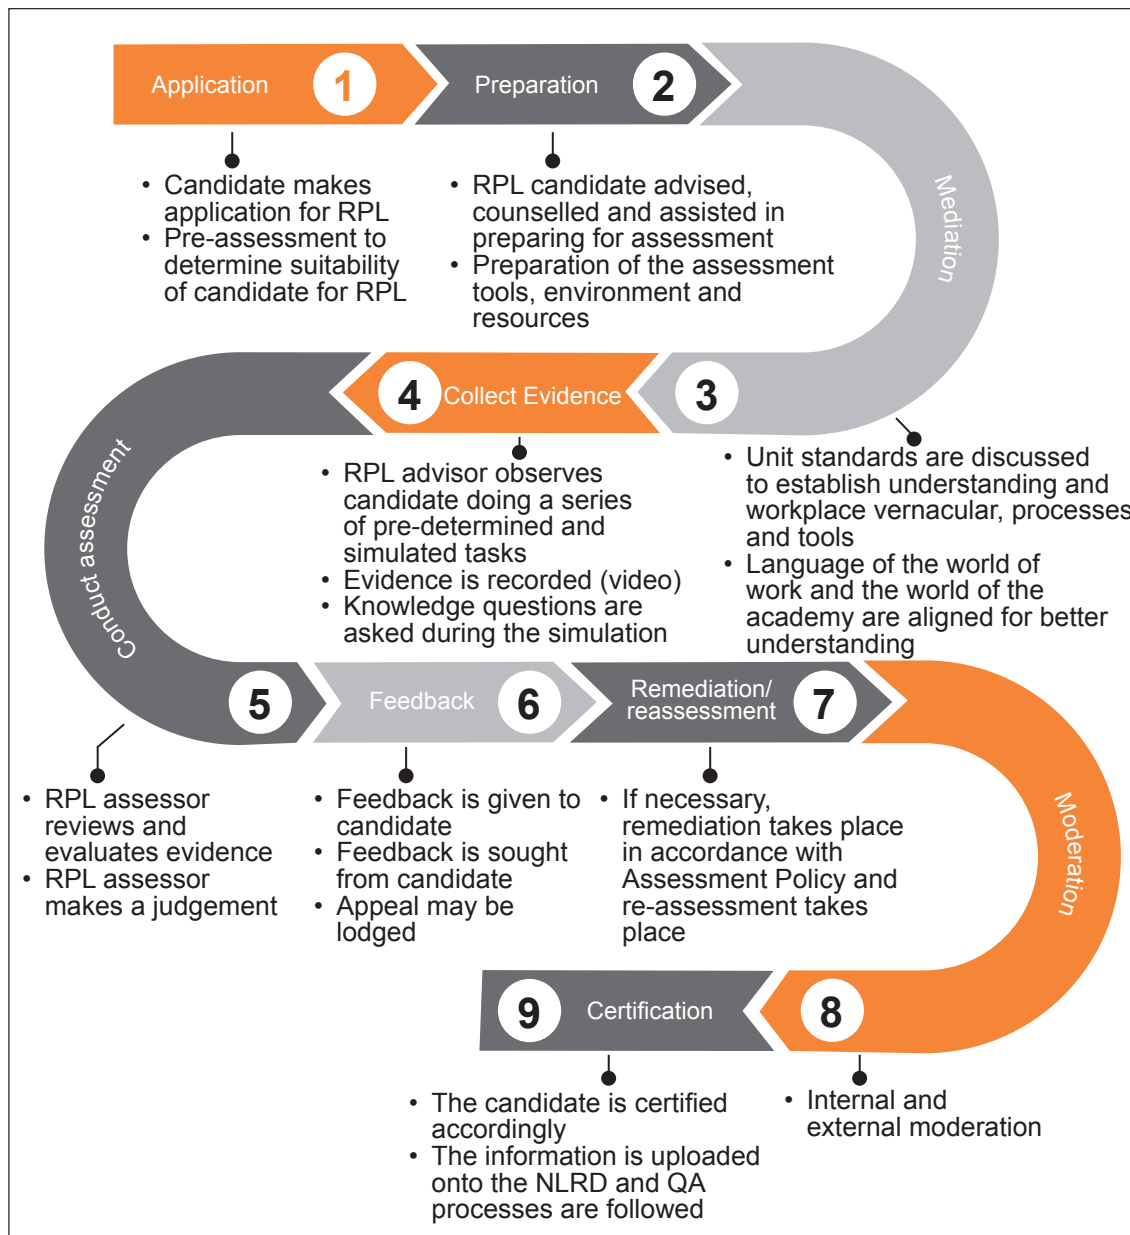 Application 1
Preparation 2
Mediation
• Candidate makes
application for RPL
• Pre-assessment to
determine suitability
of candidate for RPL
• RPL candidate advised,
counselled and assisted in
preparing for assessment
• Preparation of the assessment
tools, environment and
resources
3
• Unit standards are discussed
to establish understanding and
workplace vernacular, processes
and tools
• Language of the world of
work and the world of the
academy are aligned for better
understanding
4 Collect Evidence
• RPL advisor observes
candidate doing a series
of pre-determined and
simulated tasks
• Evidence is recorded (video)
• Knowledge questions are
asked during the simulation
Conduct assessment
5
• RPL assessor
reviews and
evaluates evidence
• RPL assessor
makes a judgement
Feedback 6
• Feedback is given to
candidate
• Feedback is sought
from candidate
• Appeal may be
lodged
Remediation/
reassessment 7
• If necessary,
remediation takes place
in accordance with
Assessment Policy and
re-assessment takes
place
Moderation
8
• Internal and
external moderation
9 Certification
• The candidate is certified
accordingly
• The information is uploaded
onto the NLRD and QA
processes are followed